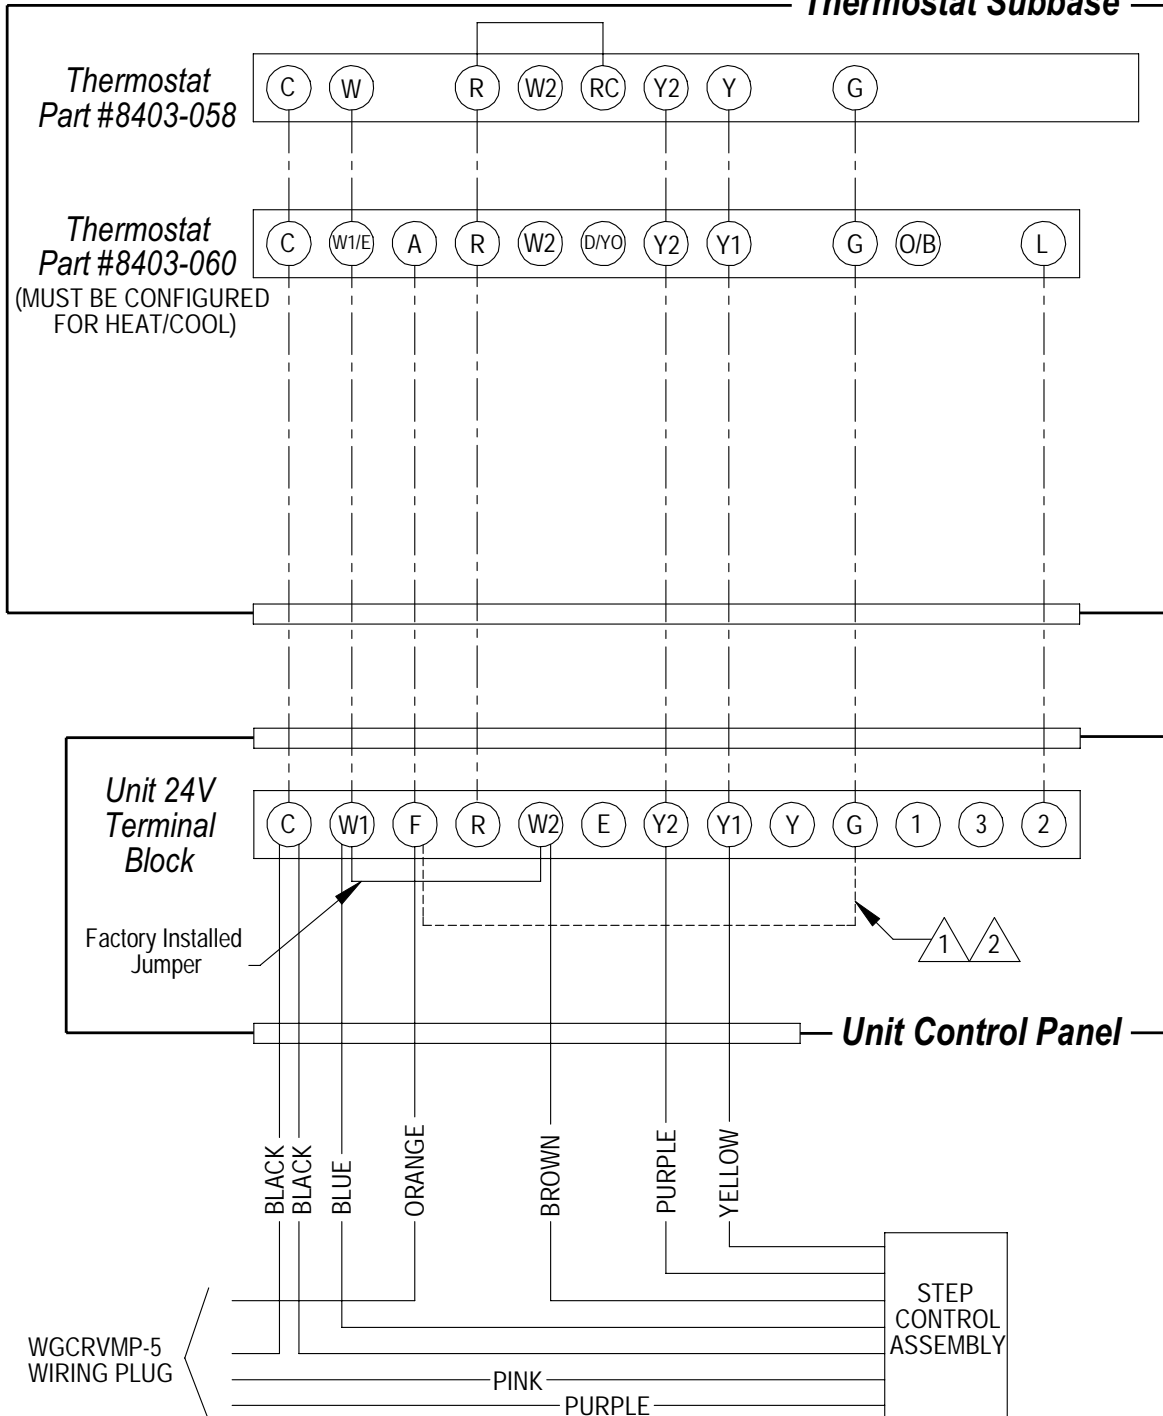 Thermostat Subbase
Thermostat
Part #8403-058
C W R W2 RC Y2 Y G
Thermostat
Part #8403-060
(MUST BE CONFIGURED
FOR HEAT/COOL)
C W1/E A R W2 D/YO Y2 Y1 G O/B L
Unit 24V
Terminal
Block
C W1 F R W2 E Y2 Y1 Y G 1 3 2
Factory Installed
Jumper
1 2
Unit Control Panel
BLACK
BLACK
BLUE
ORANGE
BROWN
PURPLE
YELLOW
STEP
CONTROL
ASSEMBLY
WGCRVMP-5
WIRING PLUG
PINK
PURPLE